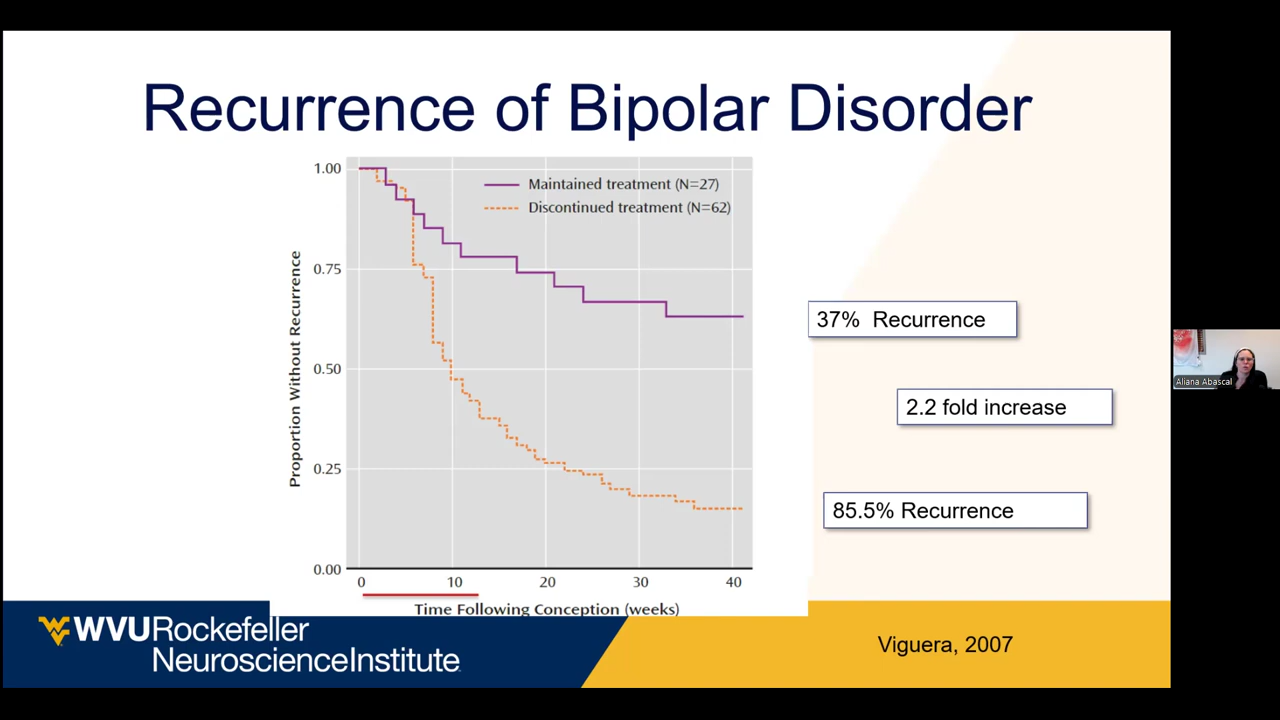 Recurrence of Bipolar Disorder
1.00
0.75
0.50
0.25
0.00
Proportion Without Recurrence
Maintained treatment (N=27)
Discontinued treatment (N=62)
0 10 20 30 40
Time Following Conception (weeks)
37% Recurrence
2.2 fold increase
85.5% Recurrence
Aliana Abascal
WVU Rockefeller
NeuroscienceInstitute
Viguera, 2007